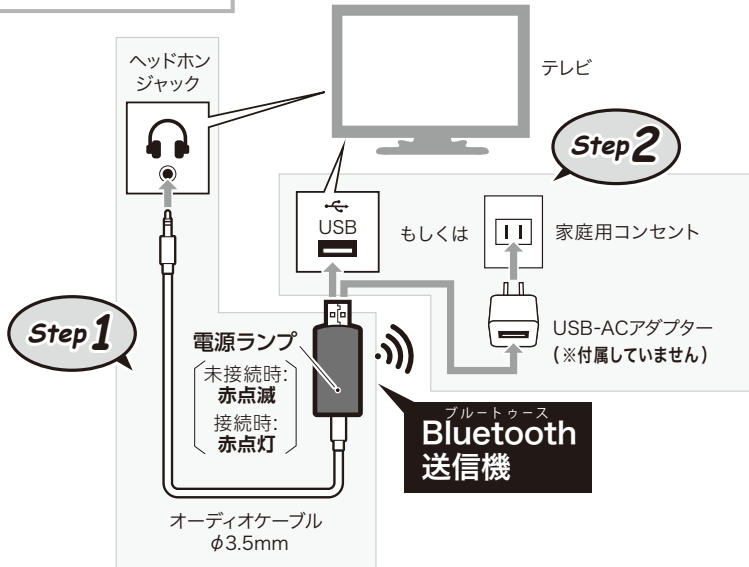 ヘッドホン
ジャック
テレビ
Step 2
USB
もしくは
家庭用コンセント
Step 1
電源ランプ
未接続時:
赤点滅
接続時:
赤点灯
USB-ACアダプター
(※付属していません)
ブルートゥース
Bluetooth
送信機
オーディオケーブル
φ3.5mm